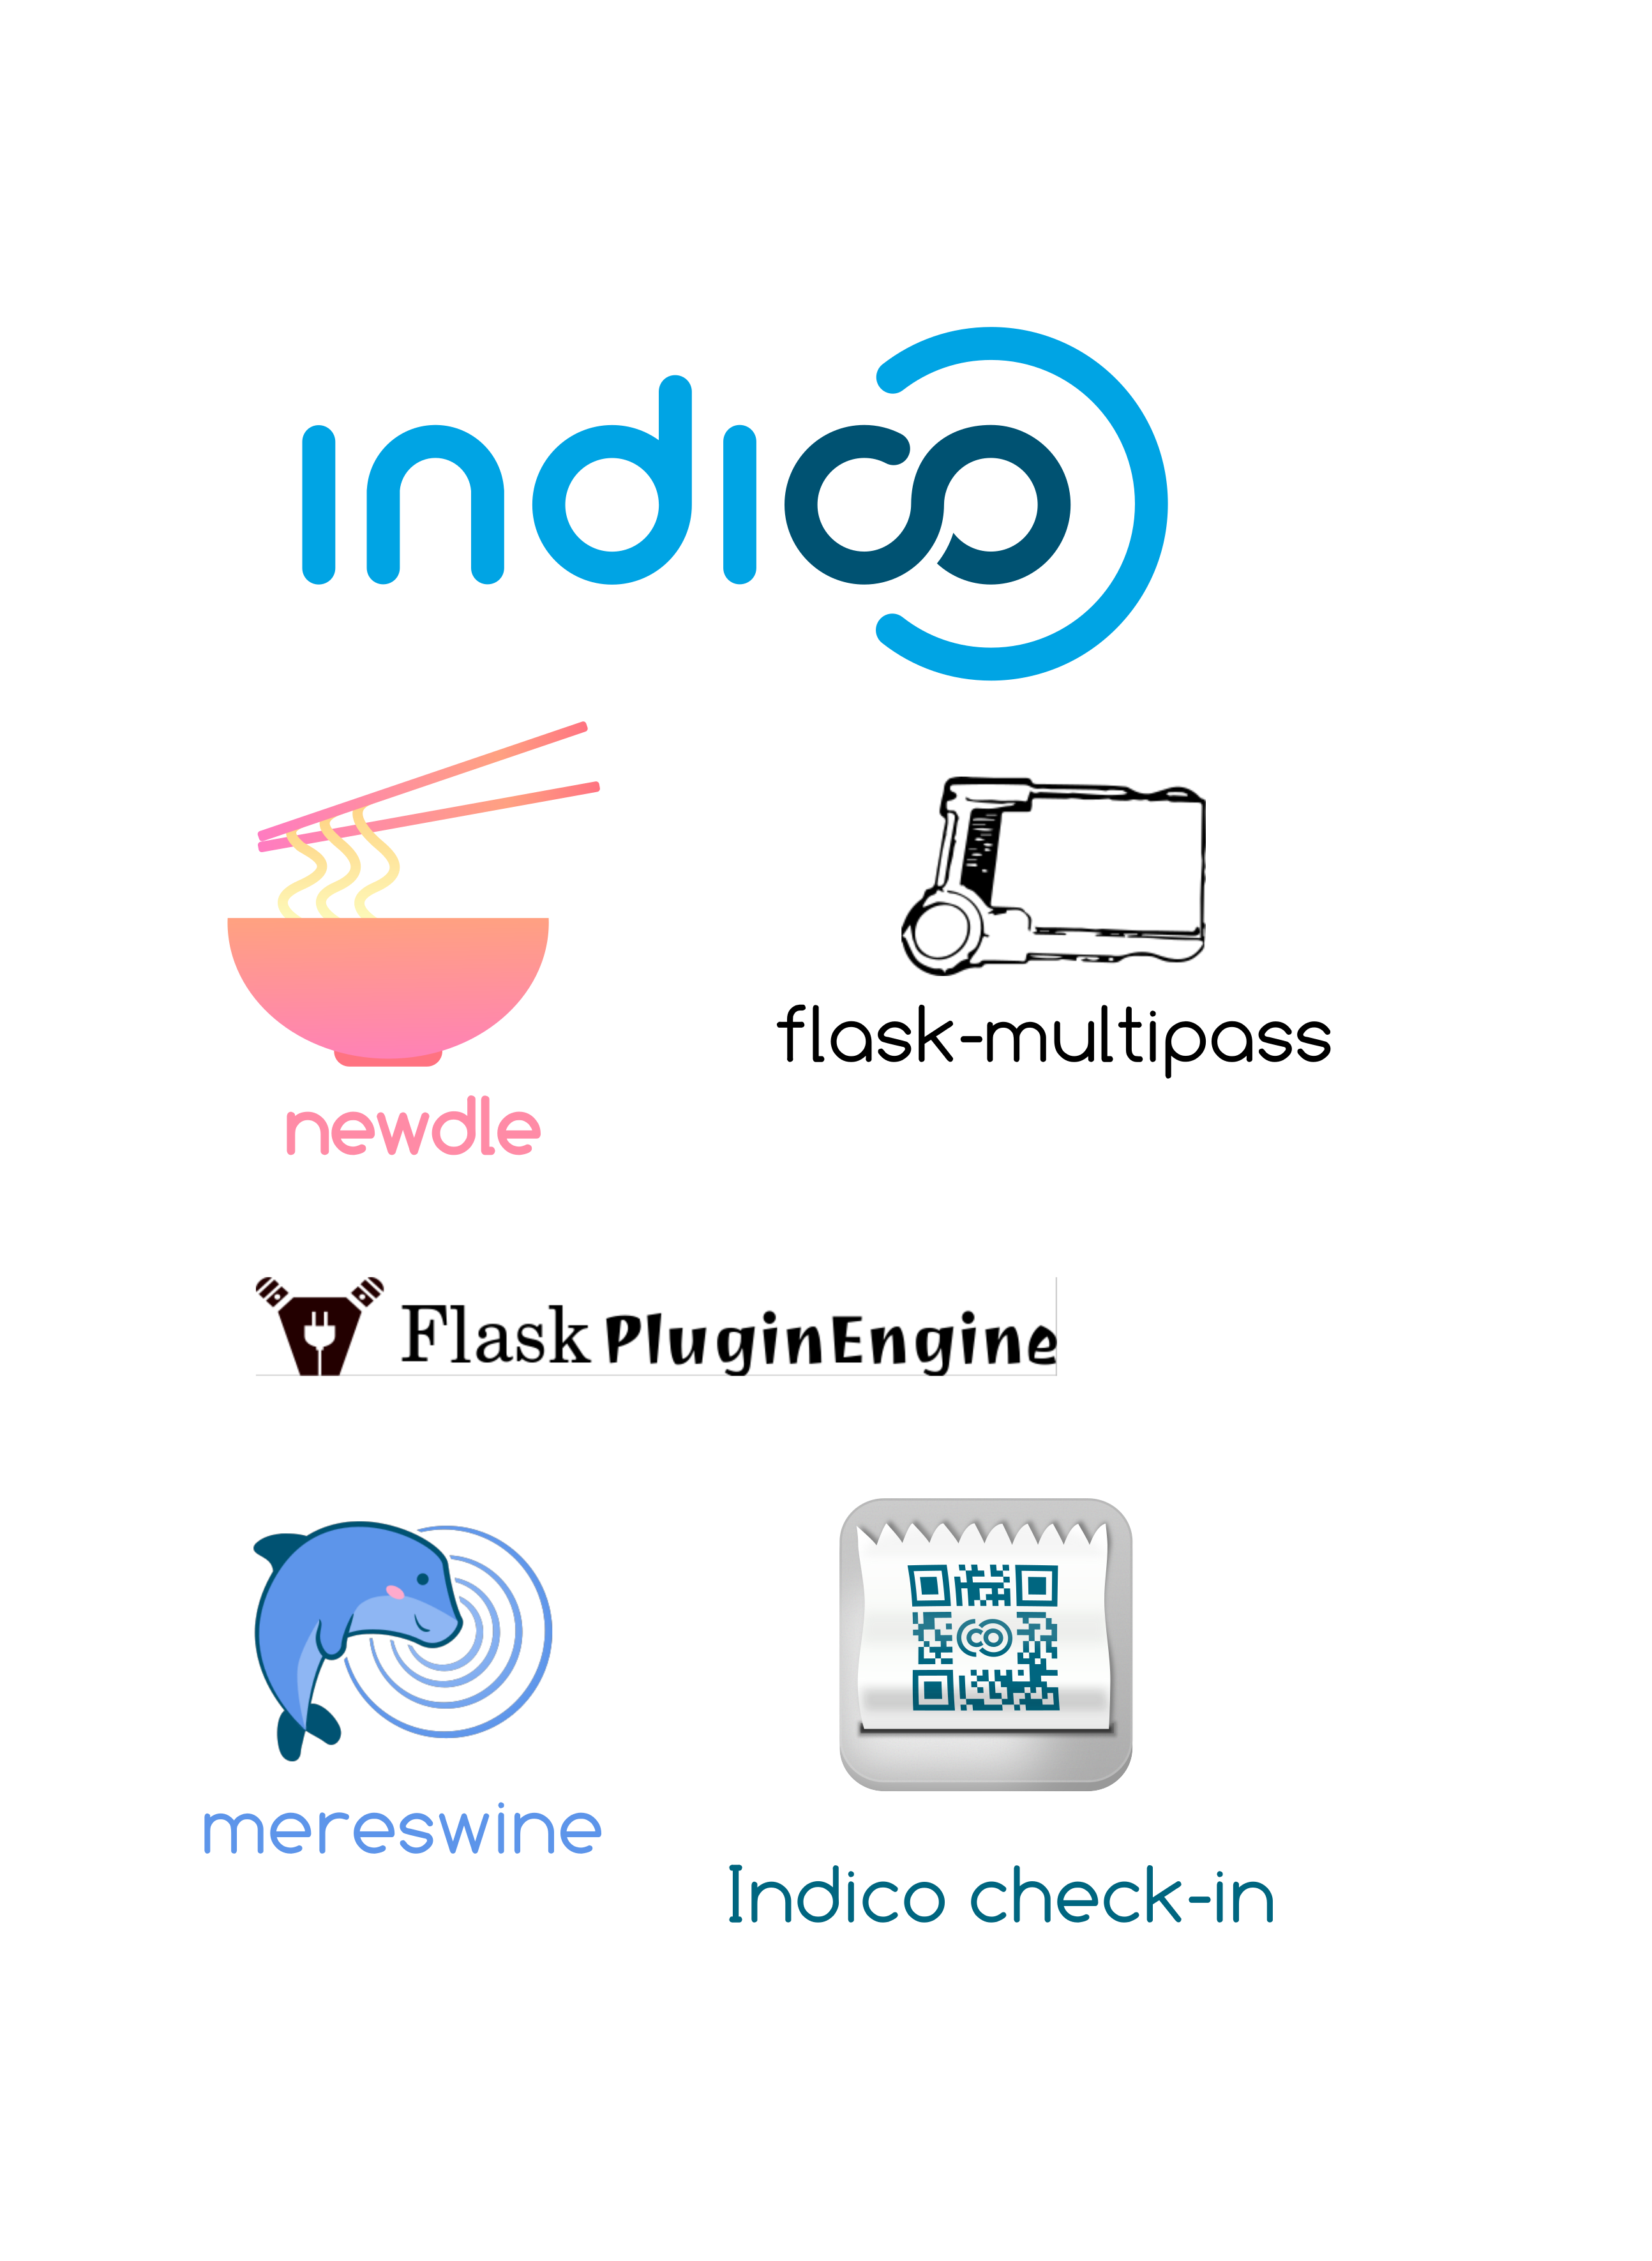 indico
flask-multipass
newdle
Flask PluginEngine
mereswine
Indico check-in